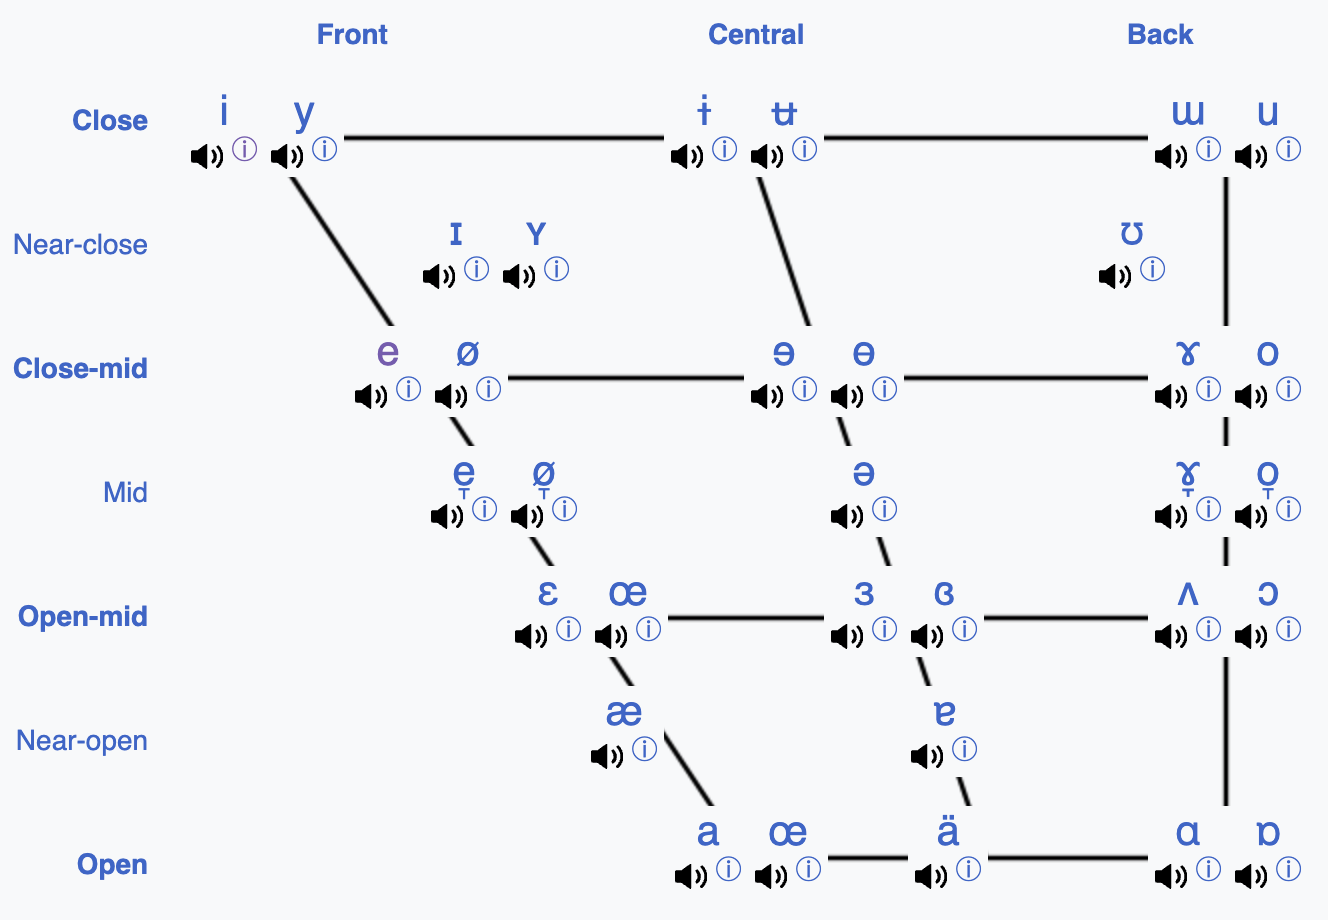 Front Central Back
Close i y ɨ ʉ ɯ u
Near-close ɪ ʏ ʊ
Close-mid e ø ɘ ɵ ɤ o
Mid e̞ ø̞ ə ɤ̞ o̞
Open-mid ɛ œ ɜ ɞ ʌ ɔ
Near-open æ ɐ
Open a œ ä ɑ ɒ